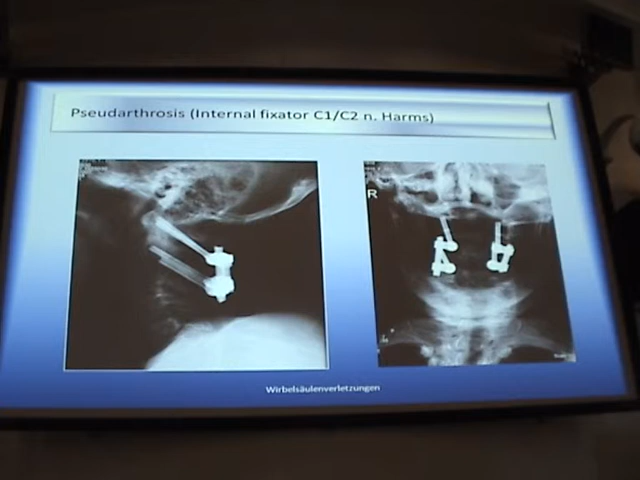 Pseudarthrosis (Internal fixator C1/C2 n. Harms)
R
Wirbelsäulenverletzungen